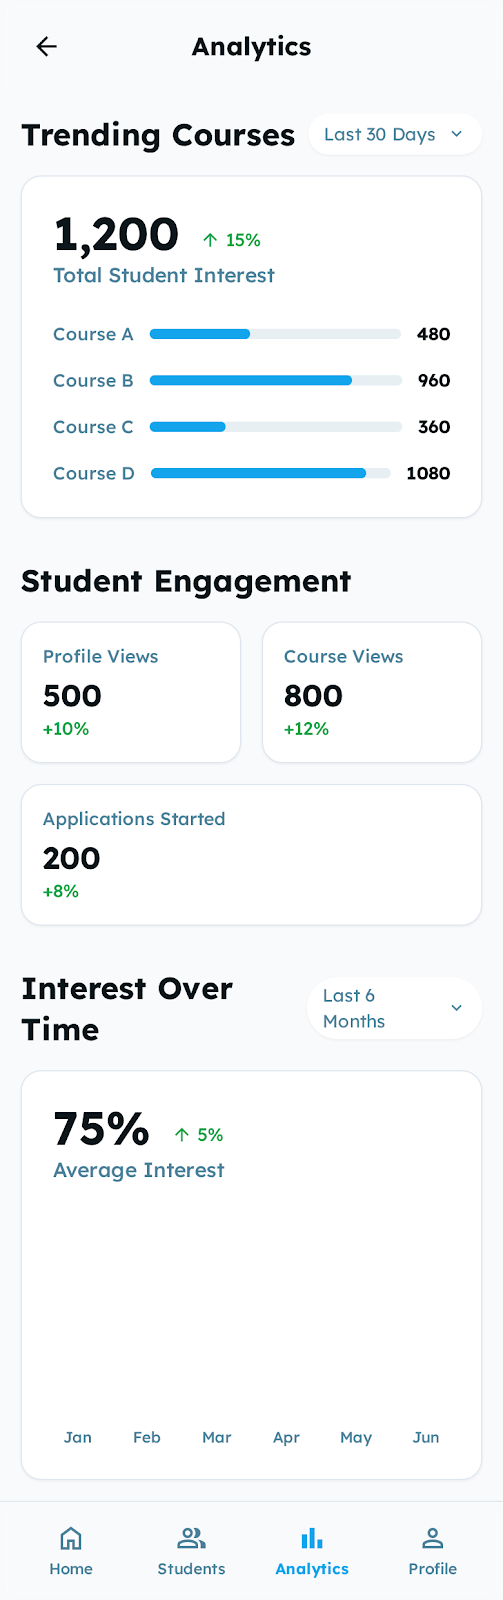 Analytics
Trending Courses
Last 30 Days
1,200
↑ 15%
Total Student Interest
Course A 480
Course B 960
Course C 360
Course D 1080
Student Engagement
Profile Views
500
+10%
Course Views
800
+12%
Applications Started
200
+8%
Interest Over
Time
Last 6
Months
75%
↑ 5%
Average Interest
Jan Feb Mar Apr May Jun
Home Students Analytics Profile